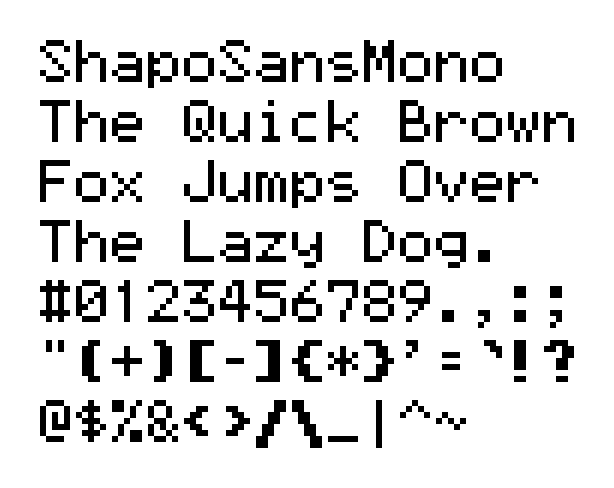 ShapoSansMono
The Quick Brown
Fox Jumps Over
The Lazy Dog.
#0123456789.,:;
"(+)[-]{*}'=`!?
@$%&<>/\_|^~